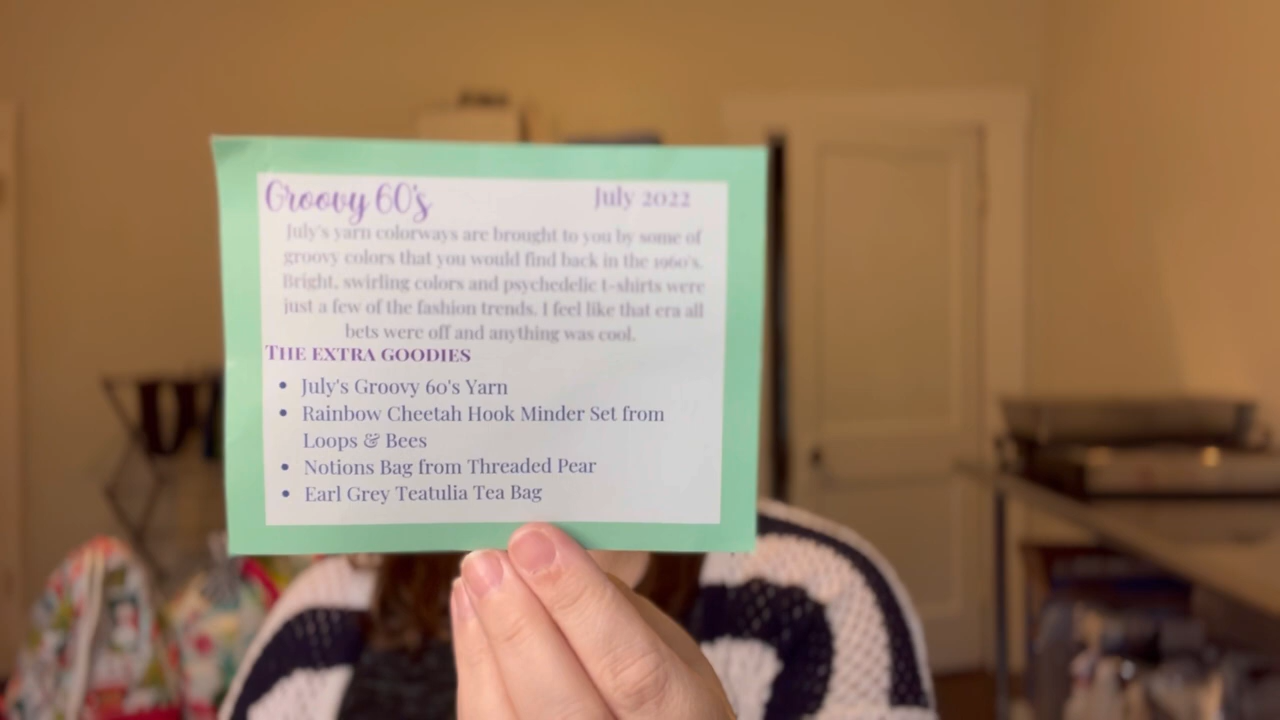 Groovy 60's
July 2022
July's yarn colorways are brought to you by some of
groovy colors that you would find back in the 1960's.
Bright, swirling colors and psychedelic t-shirts were
just a few of the fashion trends. I feel like that era all
bets were off and anything was cool.
THE EXTRA GOODIES
• July's Groovy 60's Yarn
• Rainbow Cheetah Hook Minder Set from
Loops & Bees
• Notions Bag from Threaded Pear
• Earl Grey Teatulia Tea Bag